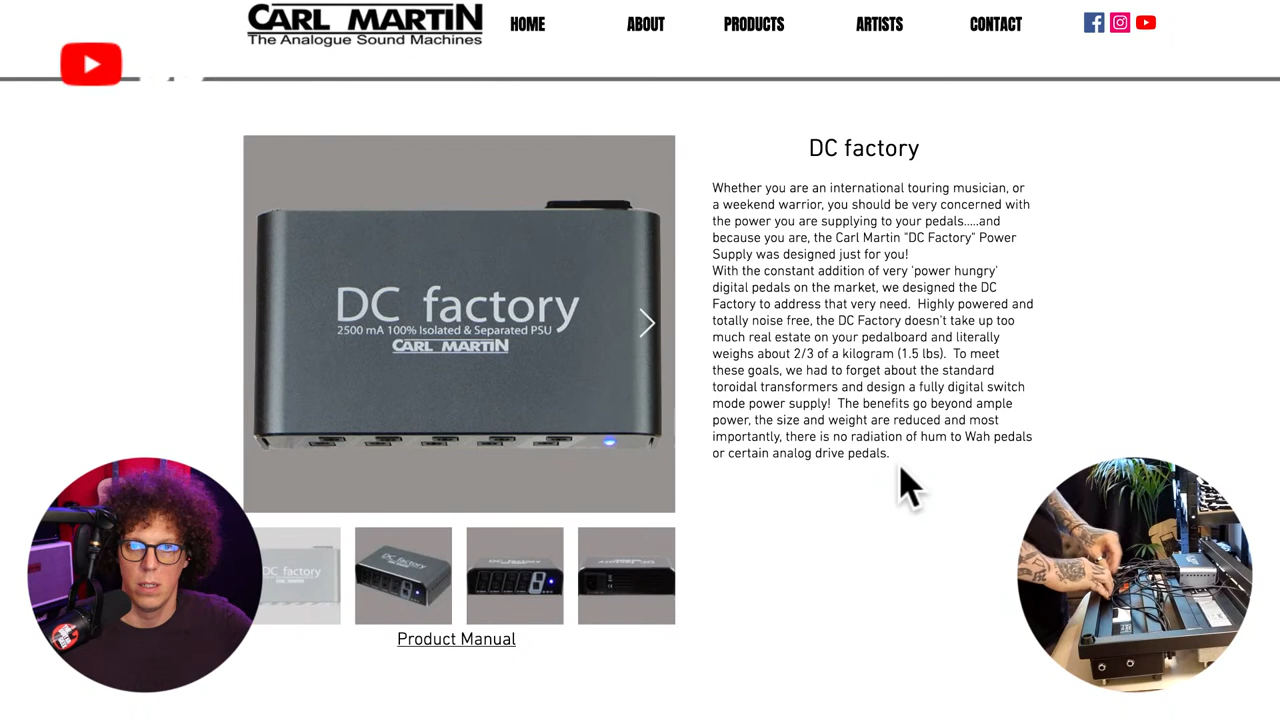 CARL MARTIN
The Analogue Sound Machines
HOME ABOUT PRODUCTS ARTISTS CONTACT
DC factory
2500 mA 100% Isolated & Separated PSU
CARL MARTIN
DC factory
Whether you are an international touring musician, or
a weekend warrior, you should be very concerned with
the power you are supplying to your pedals.....and
because you are, the Carl Martin "DC Factory" Power
Supply was designed just for you!
With the constant addition of very 'power hungry'
digital pedals on the market, we designed the DC
Factory to address that very need.  Highly powered and
totally noise free, the DC Factory doesn't take up too
much real estate on your pedalboard and literally
weighs about 2/3 of a kilogram (1.5 lbs).  To meet
these goals, we had to forget about the standard
toroidal transformers and design a fully digital switch
mode power supply!  The benefits go beyond ample
power, the size and weight are reduced and most
importantly, there is no radiation of hum to Wah pedals
or certain analog drive pedals.
DC factory
DC factory
Product Manual